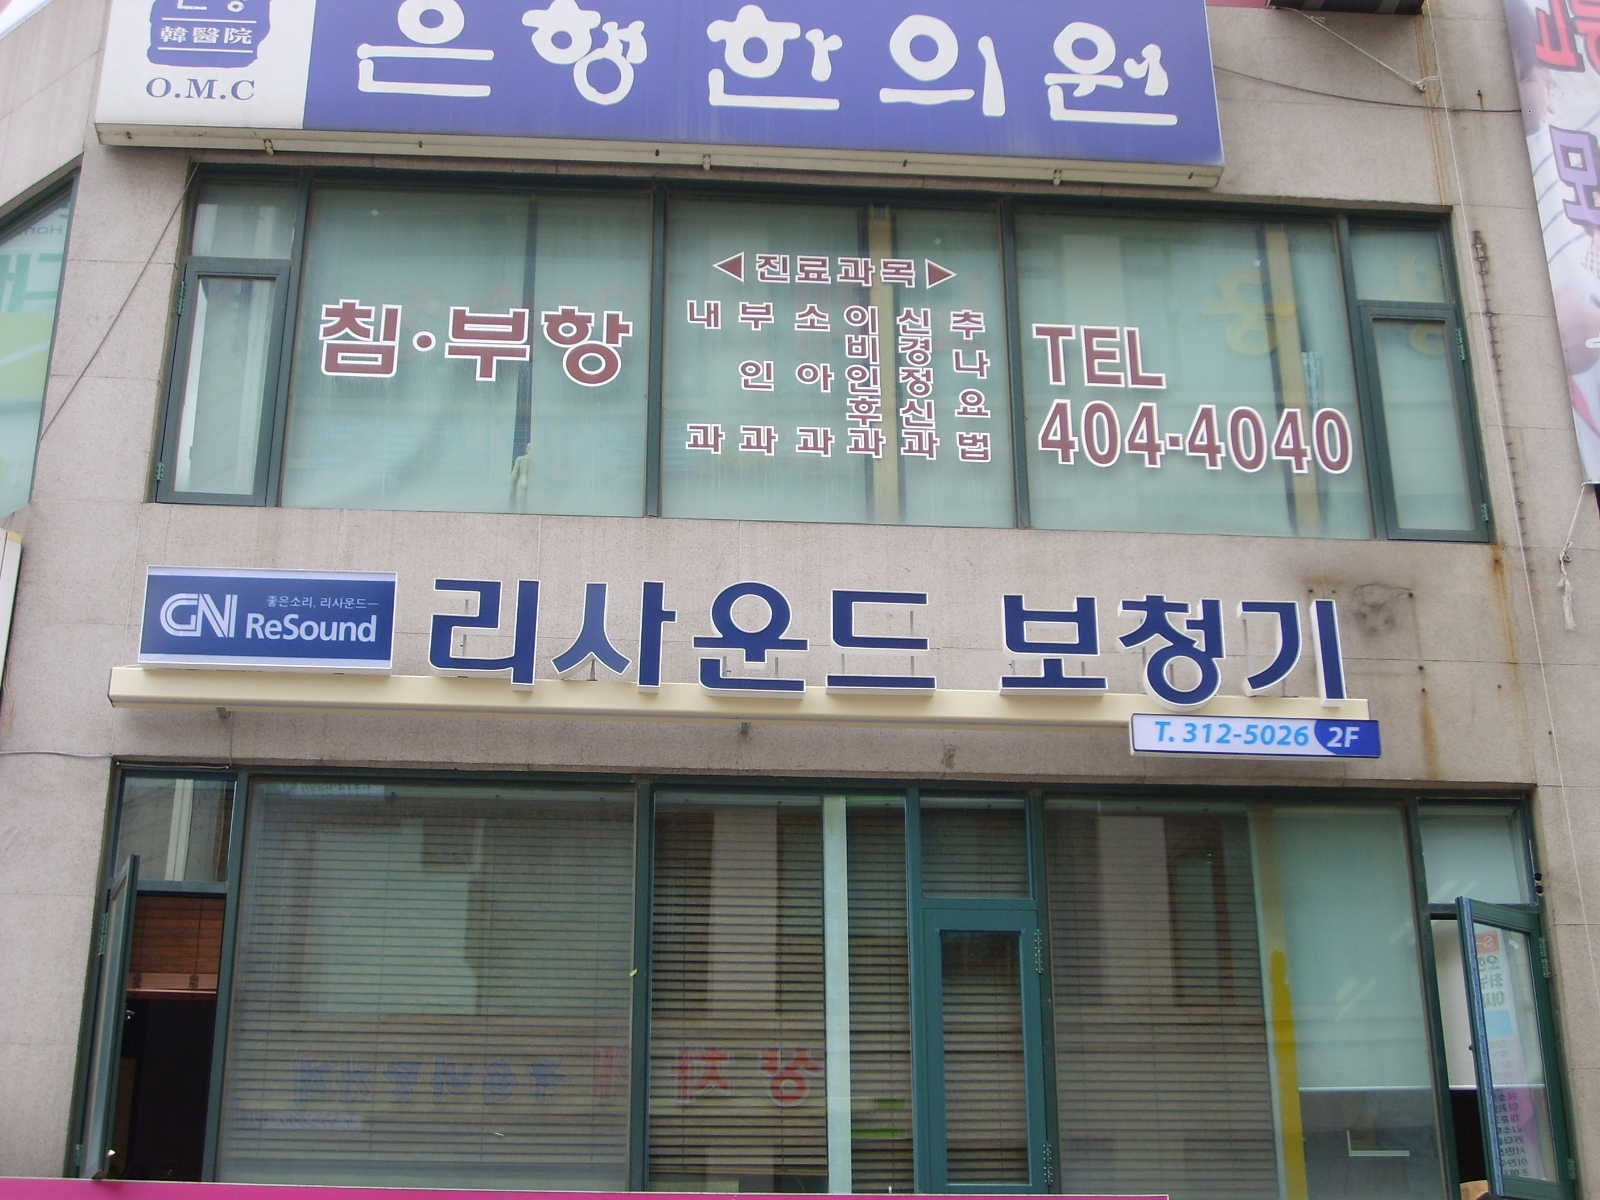 韓醫院
O.M.C
은행한의원
침·부항
◀진료과목▶
내과
부인과
소아과
이비인후과
신경정신과
추나요법
TEL
404-4040
GN ReSound
좋은소리, 리사운드
리사운드 보청기
T. 312-5026 2F